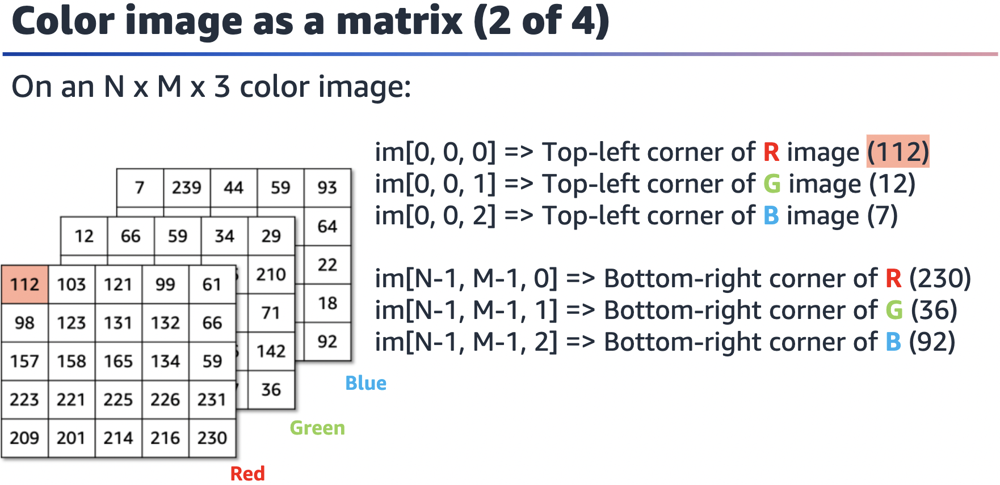 Color image as a matrix (2 of 4)
On an N x M x 3 color image:
im[0, 0, 0] => Top-left corner of R image (112)
im[0, 0, 1] => Top-left corner of G image (12)
im[0, 0, 2] => Top-left corner of B image (7)
im[N-1, M-1, 0] => Bottom-right corner of R (230)
im[N-1, M-1, 1] => Bottom-right corner of G (36)
im[N-1, M-1, 2] => Bottom-right corner of B (92)
7 239 44 59 93
64
22
18
92
Blue
12 66 59 34 29
210
71
142
36
Green
112 103 121 99 61
98 123 131 132 66
157 158 165 134 59
223 221 225 226 231
209 201 214 216 230
Red